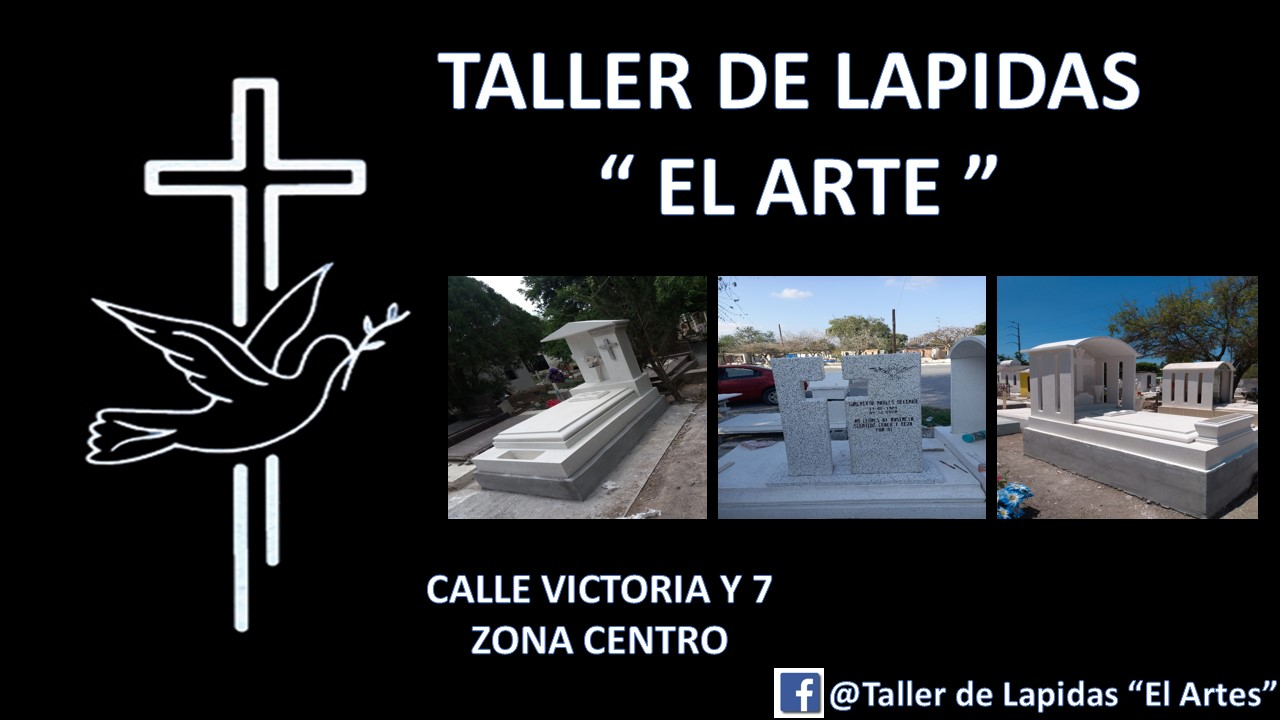 TALLER DE LAPIDAS
“ EL ARTE ”
CALLE VICTORIA Y 7
ZONA CENTRO
@Taller de Lapidas “El Artes”